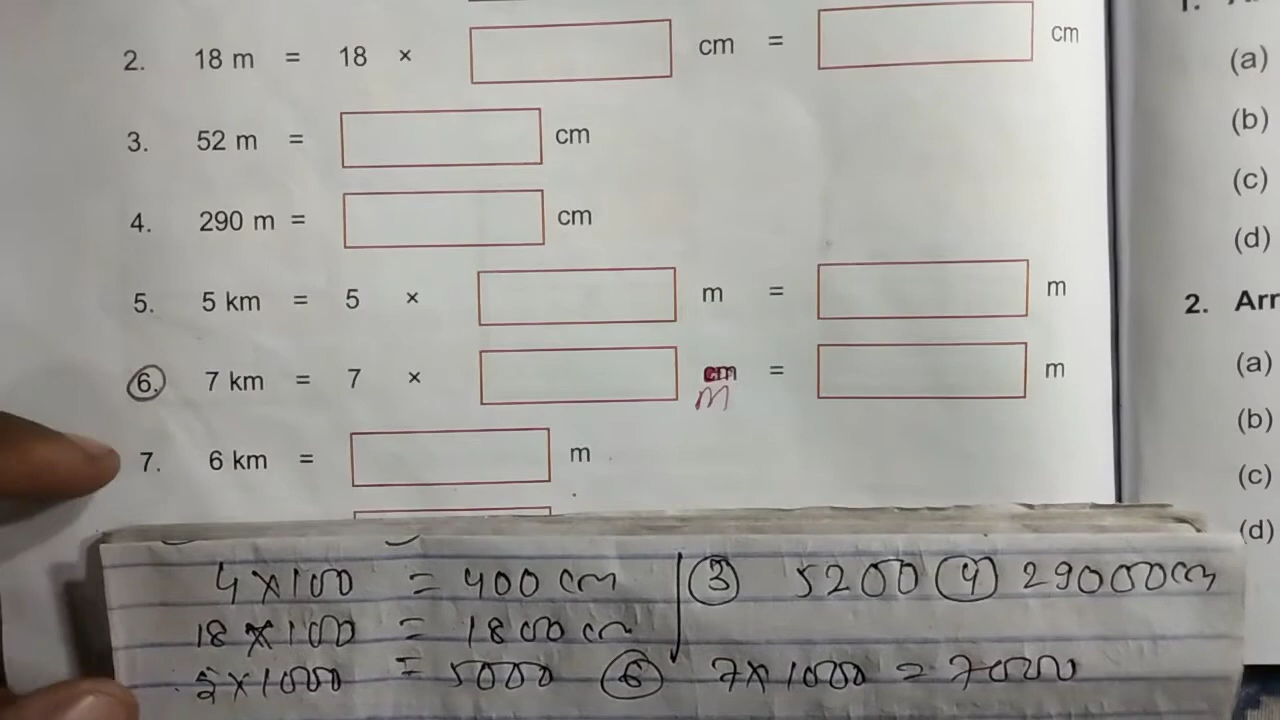 1.
2. 18 m = 18 × cm = cm
3. 52 m = cm
4. 290 m = cm
5. 5 km = 5 × m = m
6. 7 km = 7 × cm = m
M
7. 6 km = m
(a)
(b)
(c)
(d)
2. Arr
(a)
(b)
(c)
(d)
4×100 = 400 cm
18×100 = 1800 cm
5×1000 = 5000
③ 5200 ④ 29000cm
⑥ 7×1000 = 7000